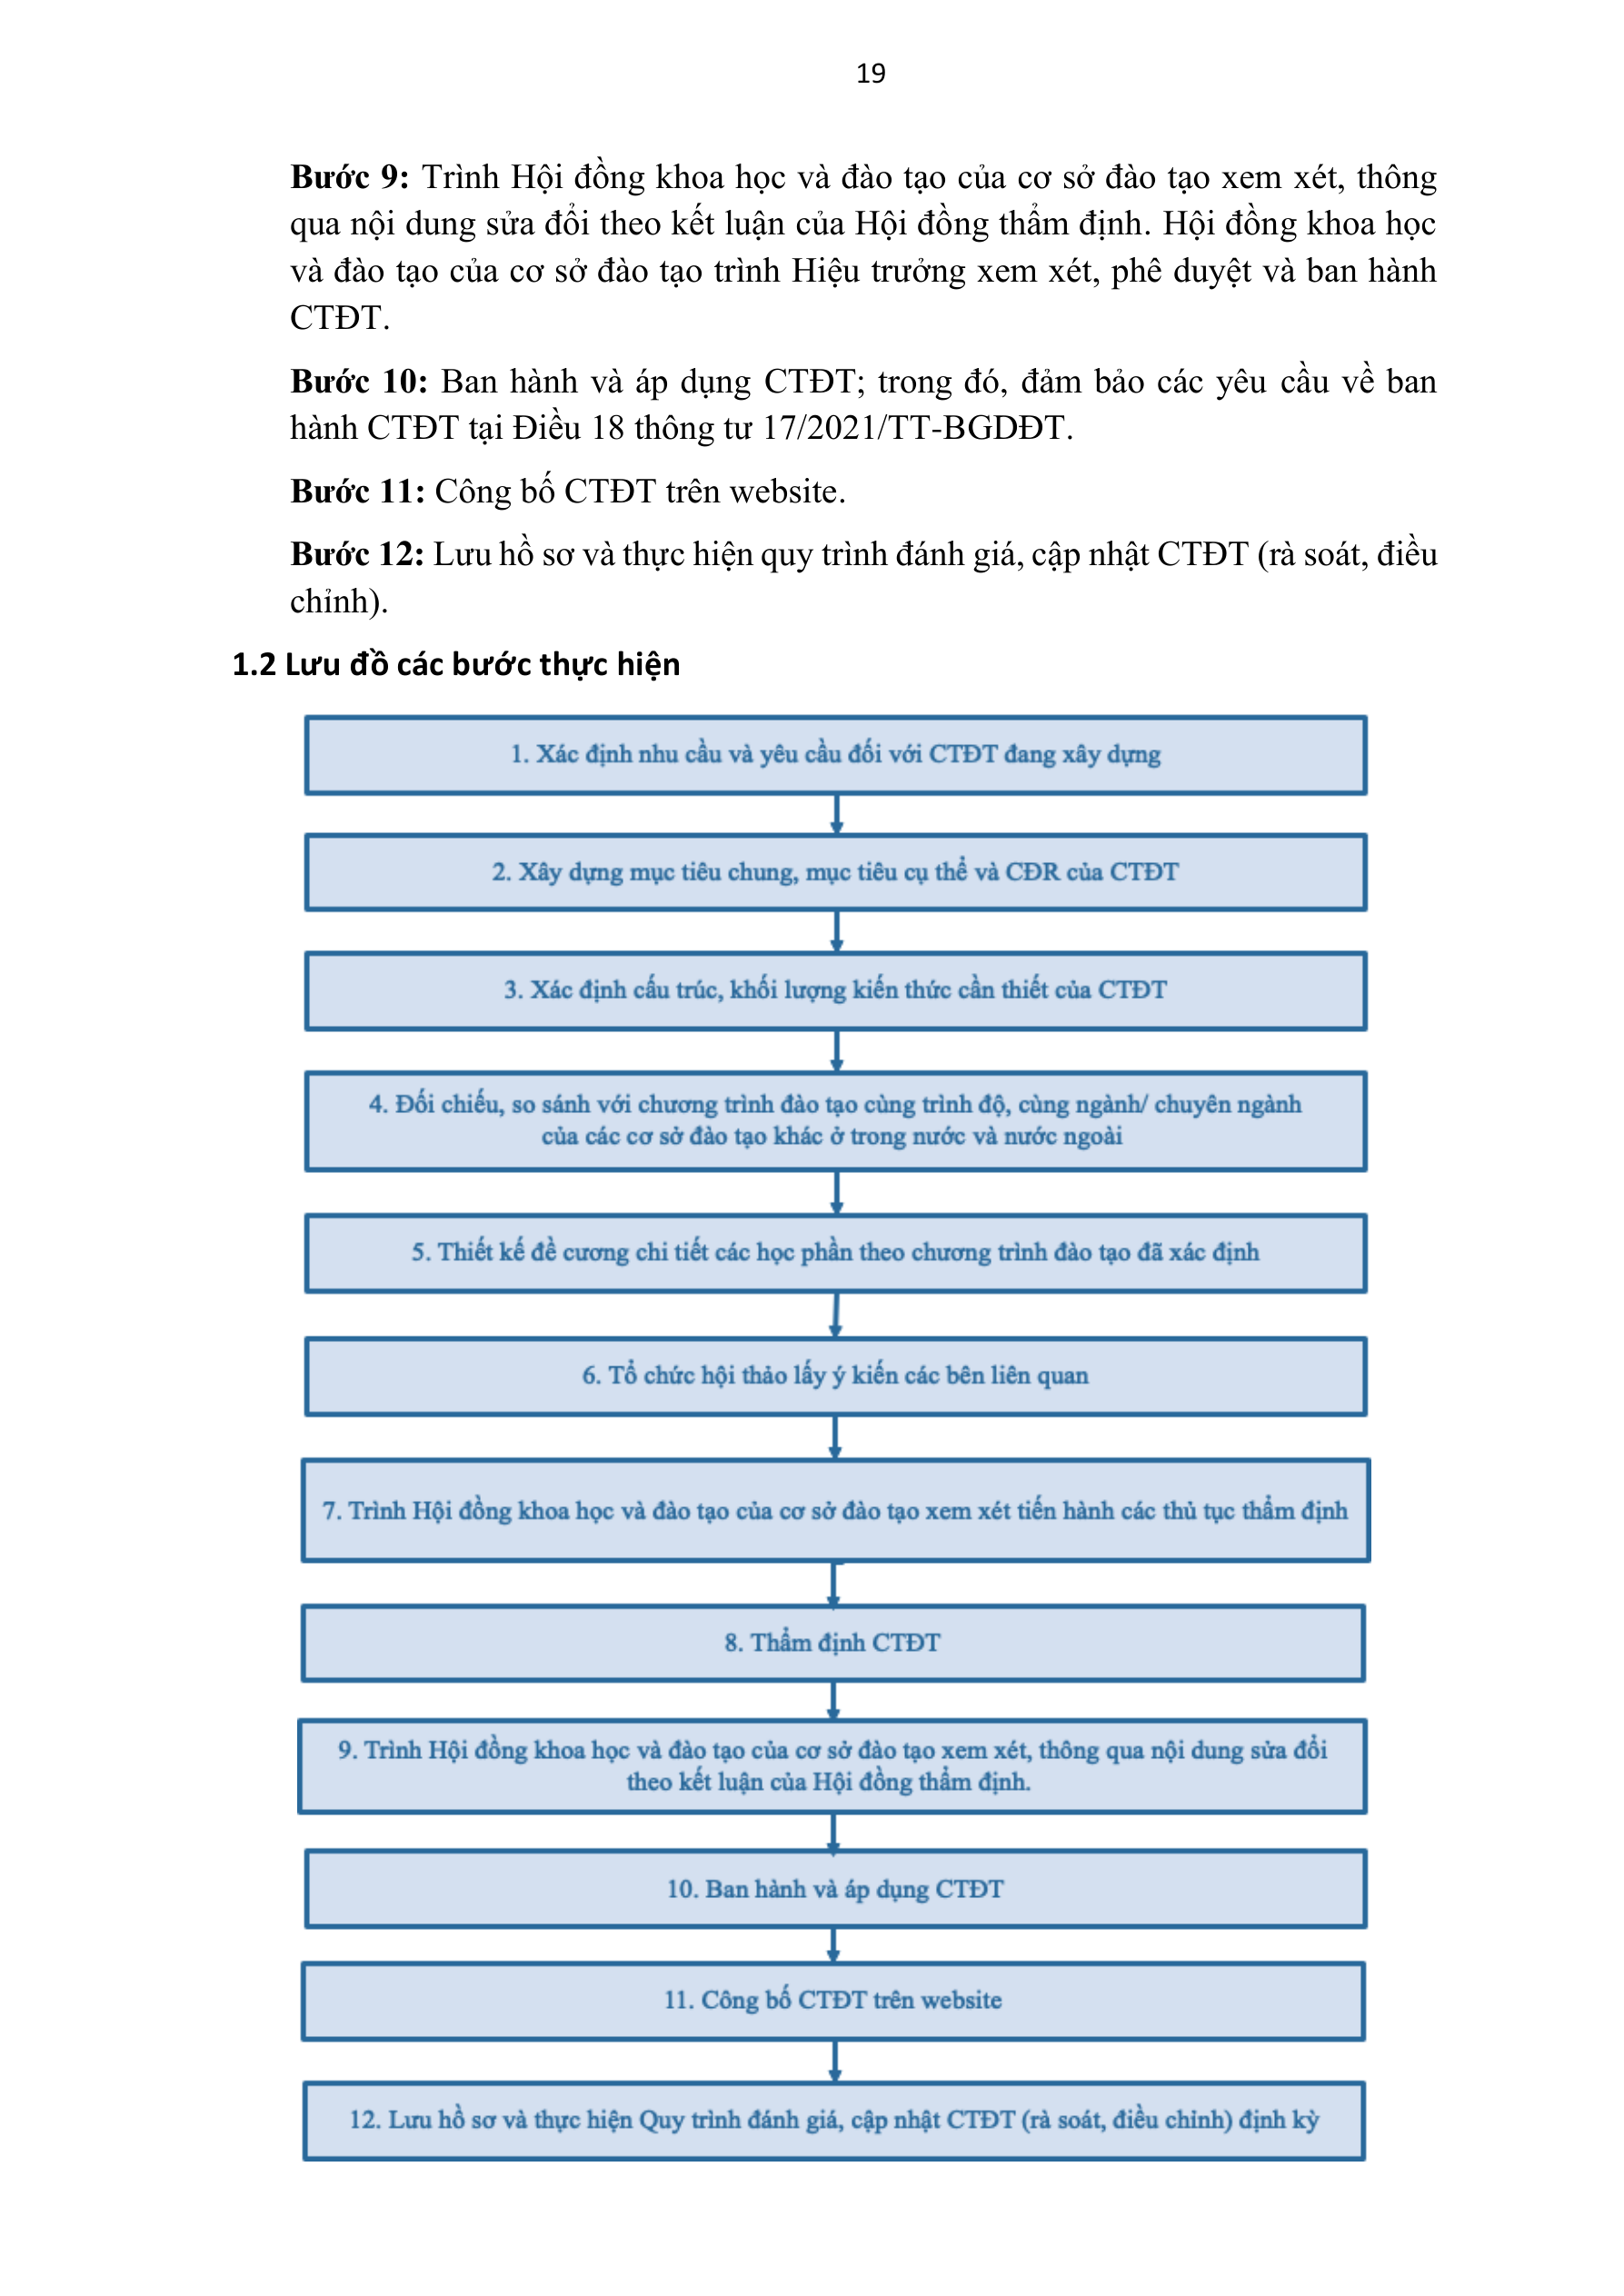 19
Bước 9: Trình Hội đồng khoa học và đào tạo của cơ sở đào tạo xem xét, thông
qua nội dung sửa đổi theo kết luận của Hội đồng thẩm định. Hội đồng khoa học
và đào tạo của cơ sở đào tạo trình Hiệu trưởng xem xét, phê duyệt và ban hành
CTĐT.
Bước 10: Ban hành và áp dụng CTĐT; trong đó, đảm bảo các yêu cầu về ban
hành CTĐT tại Điều 18 thông tư 17/2021/TT-BGDĐT.
Bước 11: Công bố CTĐT trên website.
Bước 12: Lưu hồ sơ và thực hiện quy trình đánh giá, cập nhật CTĐT (rà soát, điều
chỉnh).
1.2 Lưu đồ các bước thực hiện
1. Xác định nhu cầu và yêu cầu đối với CTĐT đang xây dựng
2. Xây dựng mục tiêu chung, mục tiêu cụ thể và CĐR của CTĐT
3. Xác định cấu trúc, khối lượng kiến thức cần thiết của CTĐT
4. Đối chiếu, so sánh với chương trình đào tạo cùng trình độ, cùng ngành/ chuyên ngành
của các cơ sở đào tạo khác ở trong nước và nước ngoài
5. Thiết kế đề cương chi tiết các học phần theo chương trình đào tạo đã xác định
6. Tổ chức hội thảo lấy ý kiến các bên liên quan
7. Trình Hội đồng khoa học và đào tạo của cơ sở đào tạo xem xét tiến hành các thủ tục thẩm định
8. Thẩm định CTĐT
9. Trình Hội đồng khoa học và đào tạo của cơ sở đào tạo xem xét, thông qua nội dung sửa đổi
theo kết luận của Hội đồng thẩm định.
10. Ban hành và áp dụng CTĐT
11. Công bố CTĐT trên website
12. Lưu hồ sơ và thực hiện Quy trình đánh giá, cập nhật CTĐT (rà soát, điều chỉnh) định kỳ